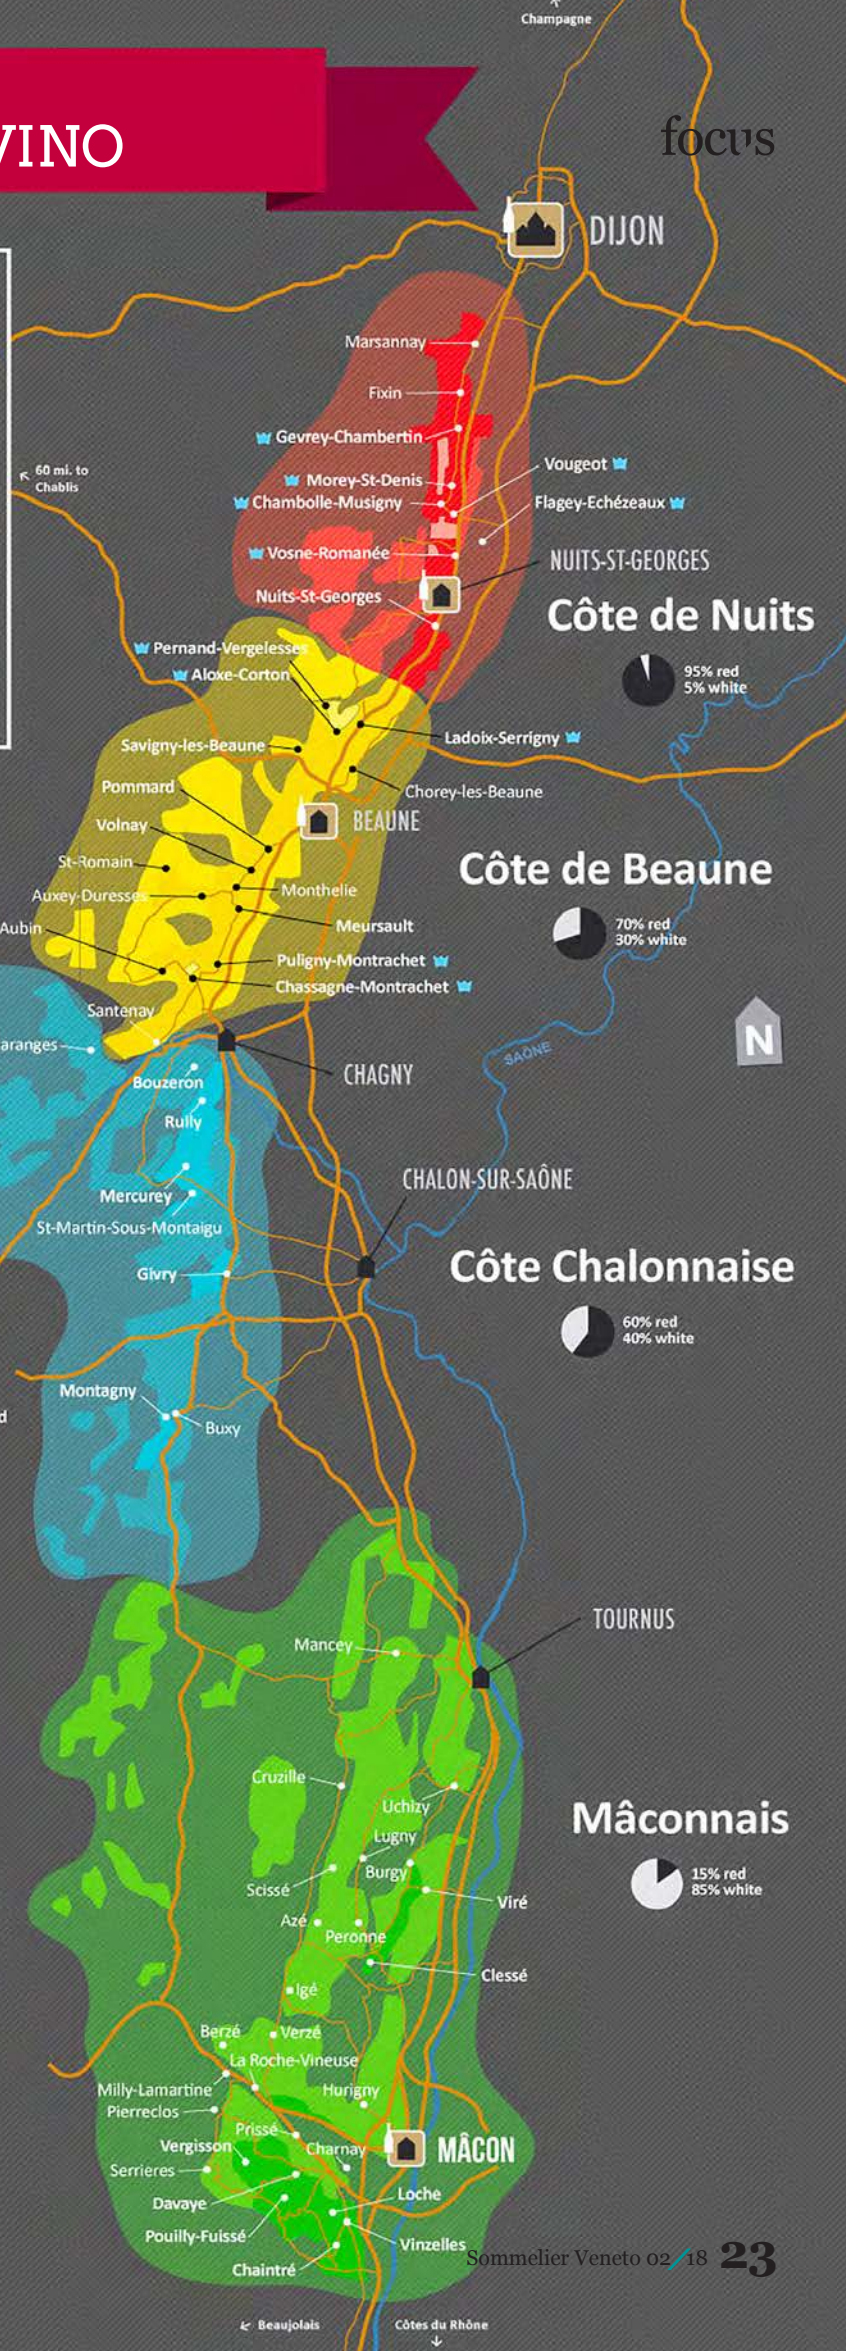 Champagne
VINO
focus
DIJON
Marsannay
Fixin
Gevrey-Chambertin
Vougeot
60 mi. to
Chablis
Morey-St-Denis
Chambolle-Musigny
Flagey-Echézeaux
Vosne-Romanée
NUITS-ST-GEORGES
Nuits-St-Georges
Côte de Nuits
95% red
5% white
Pernand-Vergelesses
Aloxe-Corton
Ladoix-Serrigny
Savigny-les-Beaune
Pommard
Chorey-les-Beaune
Volnay
BEAUNE
St-Romain
Côte de Beaune
Auxey-Duresses
Monthelie
70% red
30% white
Aubin
Meursault
Puligny-Montrachet
Chassagne-Montrachet
Santenay
N
aranges
SAÔNE
CHAGNY
Bouzeron
Rully
CHALON-SUR-SAÔNE
Mercurey
St-Martin-Sous-Montaigu
Givry
Côte Chalonnaise
60% red
40% white
Montagny
d
Buxy
TOURNUS
Mancey
Cruzille
Uchizy
Mâconnais
Lugny
Burgy
15% red
85% white
Scissé
Viré
Azé
Peronne
Clessé
Igé
Berzé
Verzé
La Roche-Vineuse
Milly-Lamartine
Hurigny
Pierreclos
Prissé
Vergisson
Charnay
MÂCON
Serrieres
Davaye
Loche
Pouilly-Fuissé
Vinzelles
Chaintré
Sommelier Veneto 02/18 23
Beaujolais
Côtes du Rhône